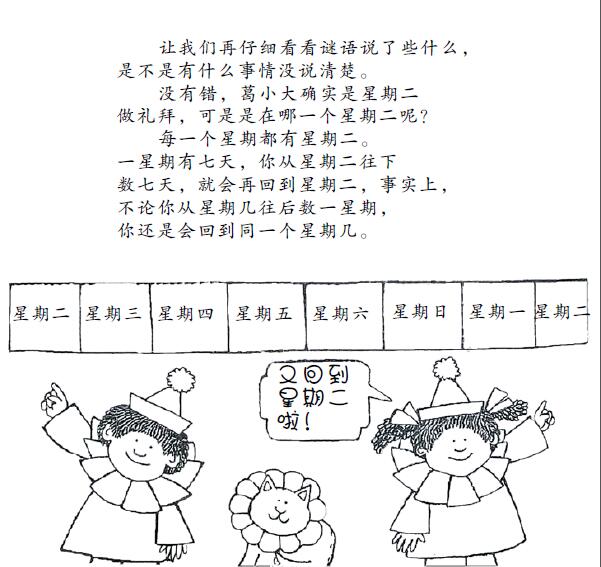 让我们再仔细看看谜语说了些什么，
是不是有什么事情没说清楚。
没有错，葛小大确实是星期二
做礼拜，可是是在哪一个星期二呢？
每一个星期都有星期二。
一星期有七天，你从星期二往下
数七天，就会再回到星期二，事实上，
不论你从星期几往后数一星期，
你还是会回到同一个星期几。
星期二 星期三 星期四 星期五 星期六 星期日 星期一 星期二
又回到
星期二
啦！